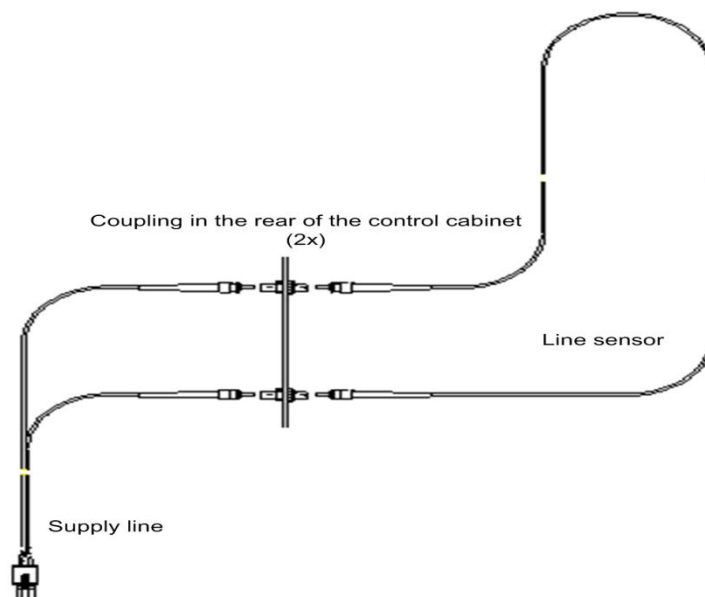 Coupling in the rear of the control cabinet
(2x)
Line sensor
Supply line